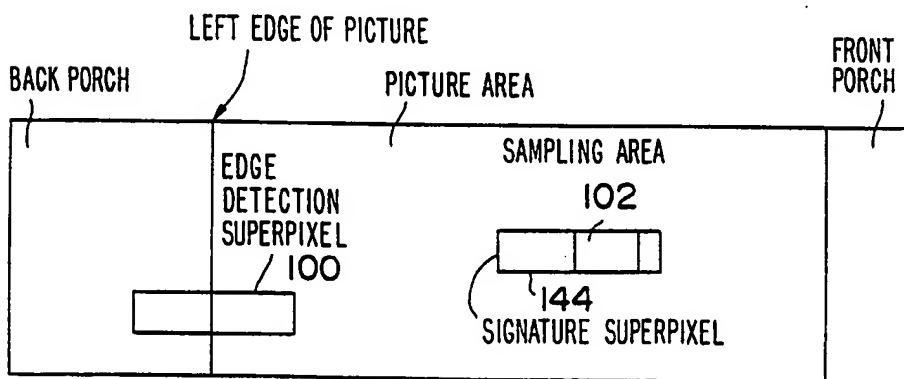 LEFT EDGE OF PICTURE
BACK PORCH
PICTURE AREA
FRONT
PORCH
EDGE
DETECTION
SUPERPIXEL
100
SAMPLING AREA
102
144
SIGNATURE SUPERPIXEL